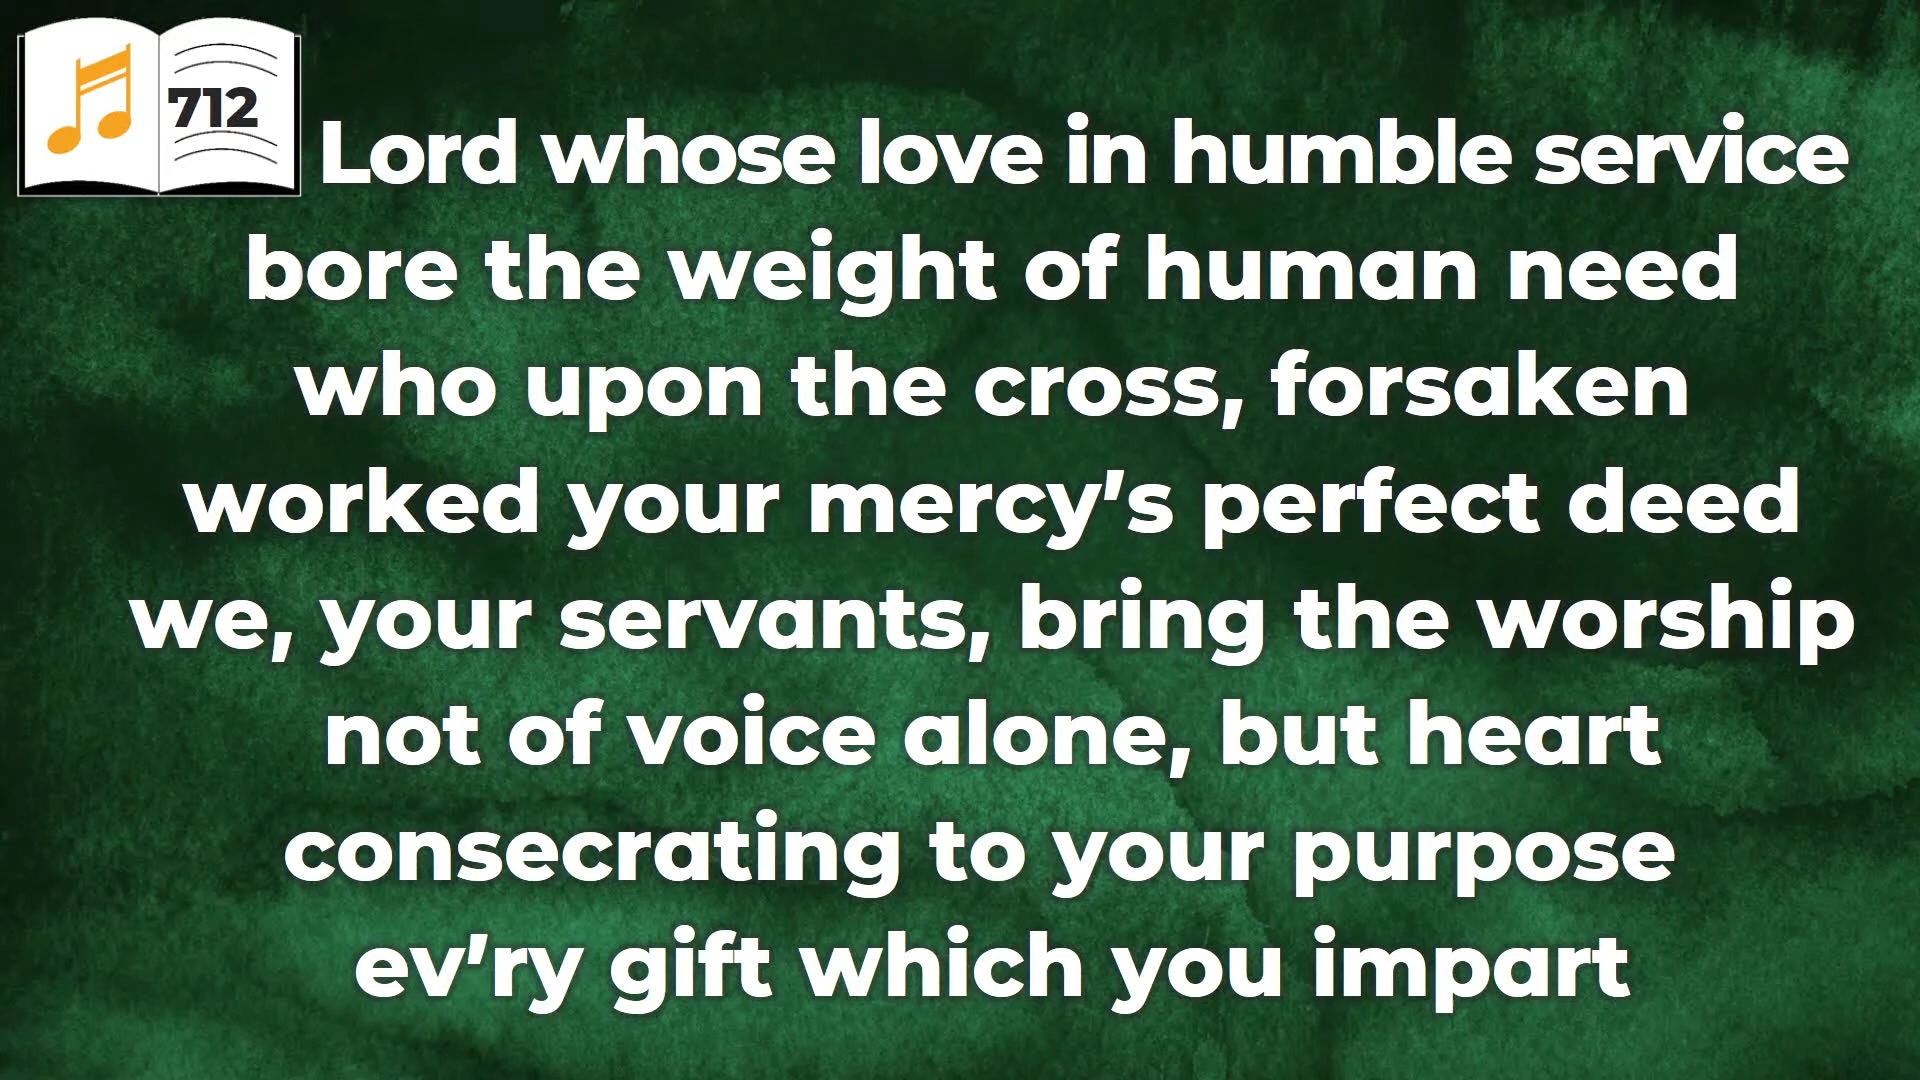 712
Lord whose love in humble service
bore the weight of human need
who upon the cross, forsaken
worked your mercy's perfect deed
we, your servants, bring the worship
not of voice alone, but heart
consecrating to your purpose
ev'ry gift which you impart